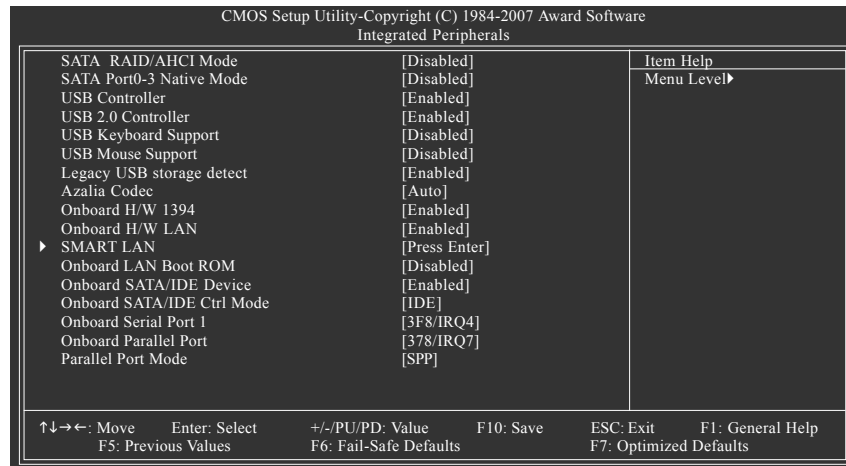 CMOS Setup Utility-Copyright (C) 1984-2007 Award Software
Integrated Peripherals
SATA RAID/AHCI Mode [Disabled] Item Help
SATA Port0-3 Native Mode [Disabled] Menu Level▶
USB Controller [Enabled]
USB 2.0 Controller [Enabled]
USB Keyboard Support [Disabled]
USB Mouse Support [Disabled]
Legacy USB storage detect [Enabled]
Azalia Codec [Auto]
Onboard H/W 1394 [Enabled]
Onboard H/W LAN [Enabled]
▶ SMART LAN [Press Enter]
Onboard LAN Boot ROM [Disabled]
Onboard SATA/IDE Device [Enabled]
Onboard SATA/IDE Ctrl Mode [IDE]
Onboard Serial Port 1 [3F8/IRQ4]
Onboard Parallel Port [378/IRQ7]
Parallel Port Mode [SPP]
↑↓→←: Move Enter: Select +/-/PU/PD: Value F10: Save ESC: Exit F1: General Help
F5: Previous Values F6: Fail-Safe Defaults F7: Optimized Defaults